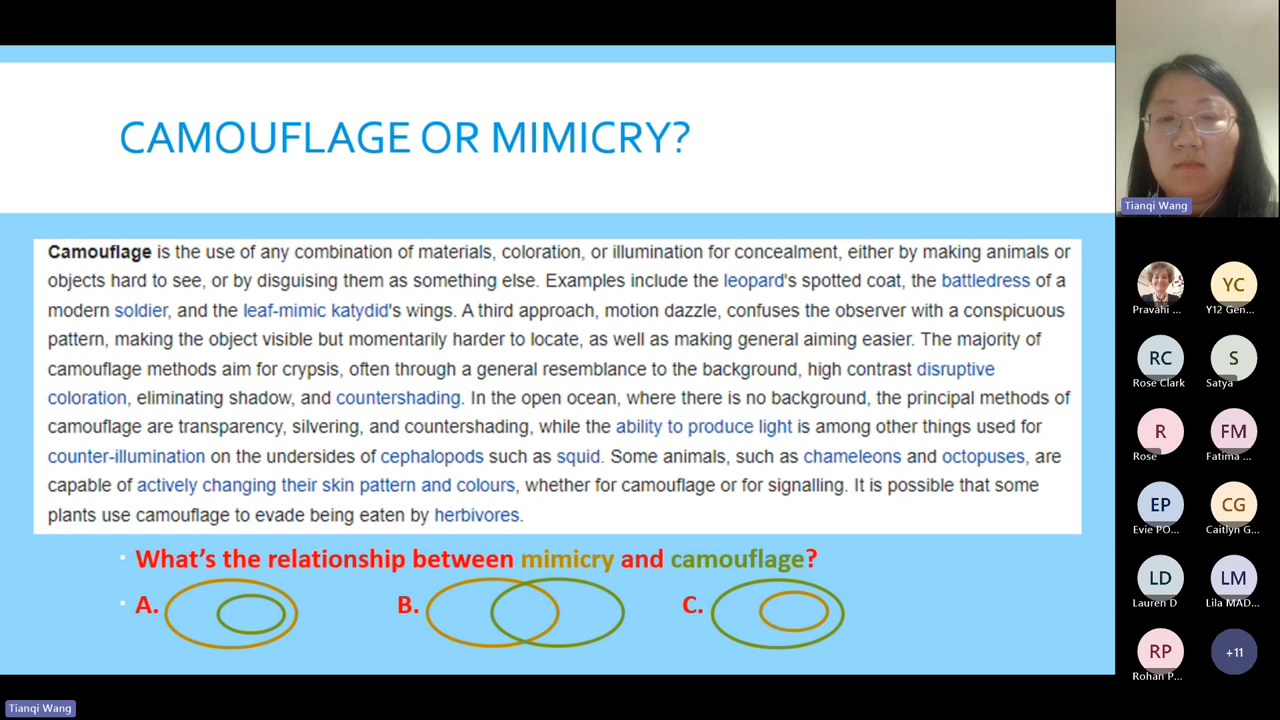 CAMOUFLAGE OR MIMICRY?
Camouflage is the use of any combination of materials, coloration, or illumination for concealment, either by making animals or
objects hard to see, or by disguising them as something else. Examples include the leopard's spotted coat, the battledress of a
modern soldier, and the leaf-mimic katydid's wings. A third approach, motion dazzle, confuses the observer with a conspicuous
pattern, making the object visible but momentarily harder to locate, as well as making general aiming easier. The majority of
camouflage methods aim for crypsis, often through a general resemblance to the background, high contrast disruptive
coloration, eliminating shadow, and countershading. In the open ocean, where there is no background, the principal methods of
camouflage are transparency, silvering, and countershading, while the ability to produce light is among other things used for
counter-illumination on the undersides of cephalopods such as squid. Some animals, such as chameleons and octopuses, are
capable of actively changing their skin pattern and colours, whether for camouflage or for signalling. It is possible that some
plants use camouflage to evade being eaten by herbivores.
What's the relationship between mimicry and camouflage?
A. B. C.
Tianqi Wang
Pravahi ...
YC
Y12 Gen...
RC
Rose Clark
S
Satya
R
Rose
FM
Fatima ...
EP
Evie PO...
CG
Caitlyn G...
LD
Lauren D
LM
Lila MAD...
RP
Rohan P...
+11
Tianqi Wang